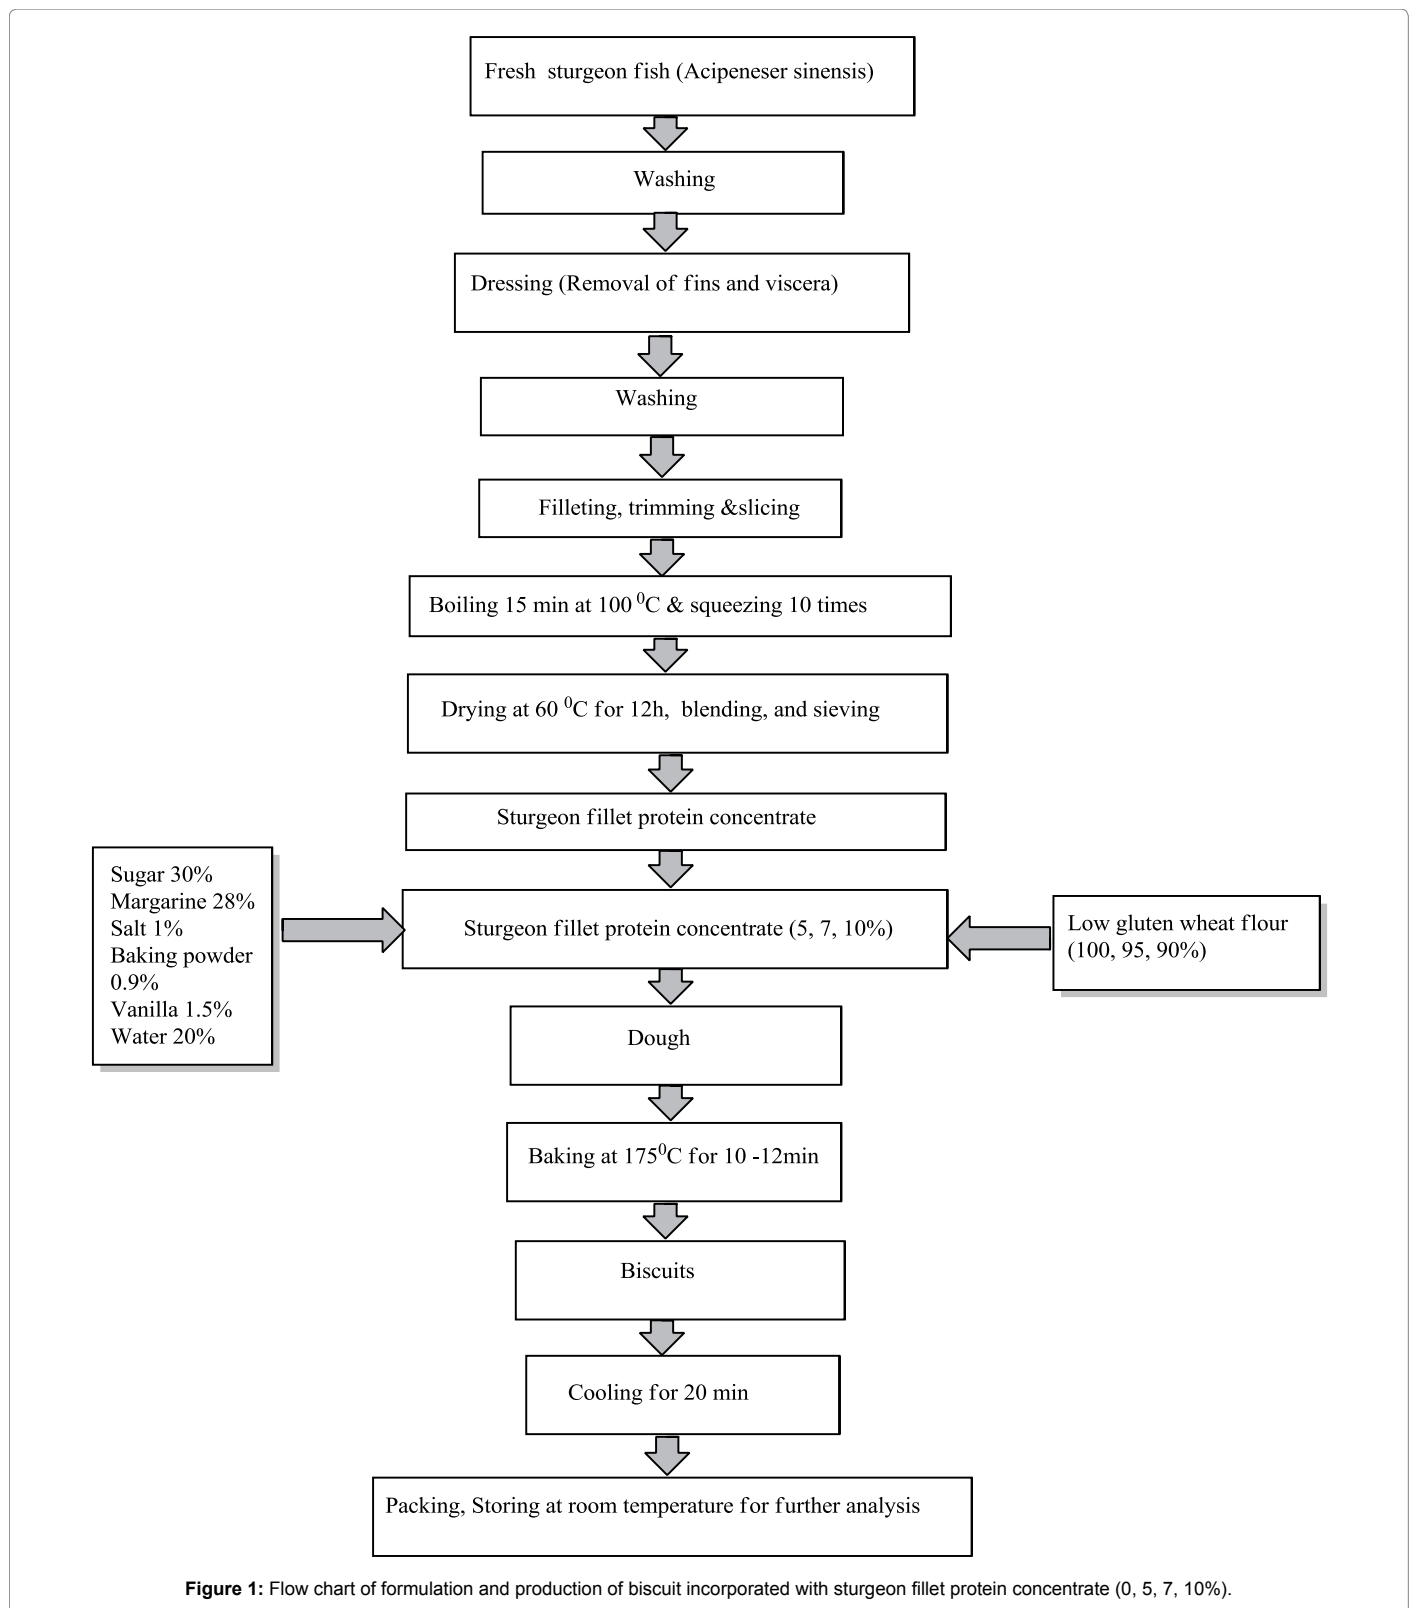 Fresh sturgeon fish (Acipeneser sinensis)
Washing
Dressing (Removal of fins and viscera)
Washing
Filleting, trimming &slicing
Boiling 15 min at 100 ⁰C & squeezing 10 times
Drying at 60 ⁰C for 12h, blending, and sieving
Sturgeon fillet protein concentrate
Sugar 30%
Margarine 28%
Salt 1%
Baking powder
0.9%
Vanilla 1.5%
Water 20%
Sturgeon fillet protein concentrate (5, 7, 10%)
Low gluten wheat flour
(100, 95, 90%)
Dough
Baking at 175⁰C for 10 -12min
Biscuits
Cooling for 20 min
Packing, Storing at room temperature for further analysis
Figure 1: Flow chart of formulation and production of biscuit incorporated with sturgeon fillet protein concentrate (0, 5, 7, 10%).